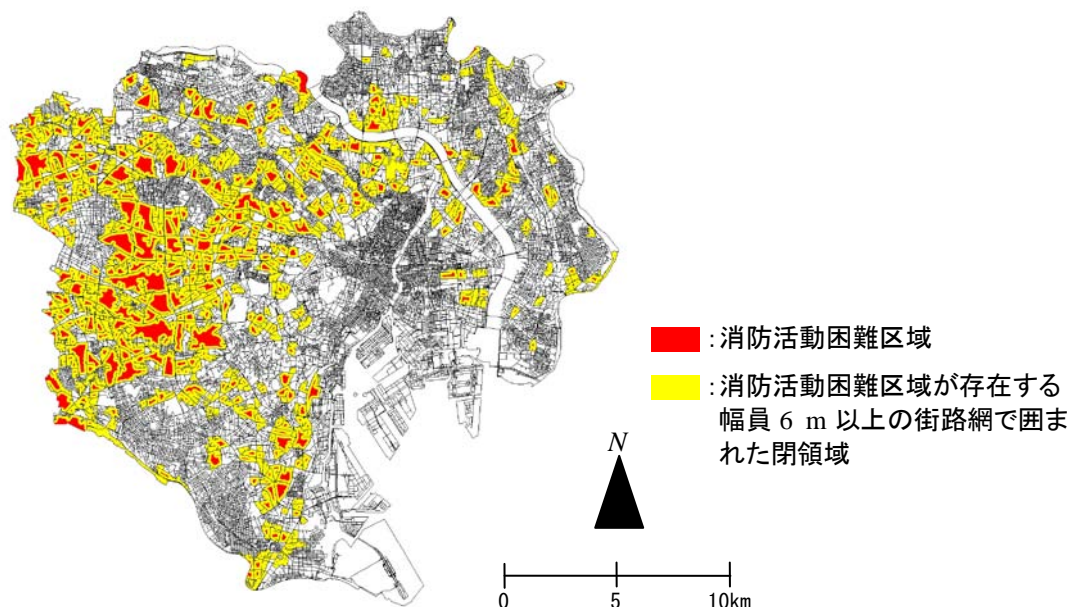 ：消防活動困難区域
：消防活動困難区域が存在する
幅員 6 m 以上の街路網で囲ま
れた閉領域
N
0 5 10km